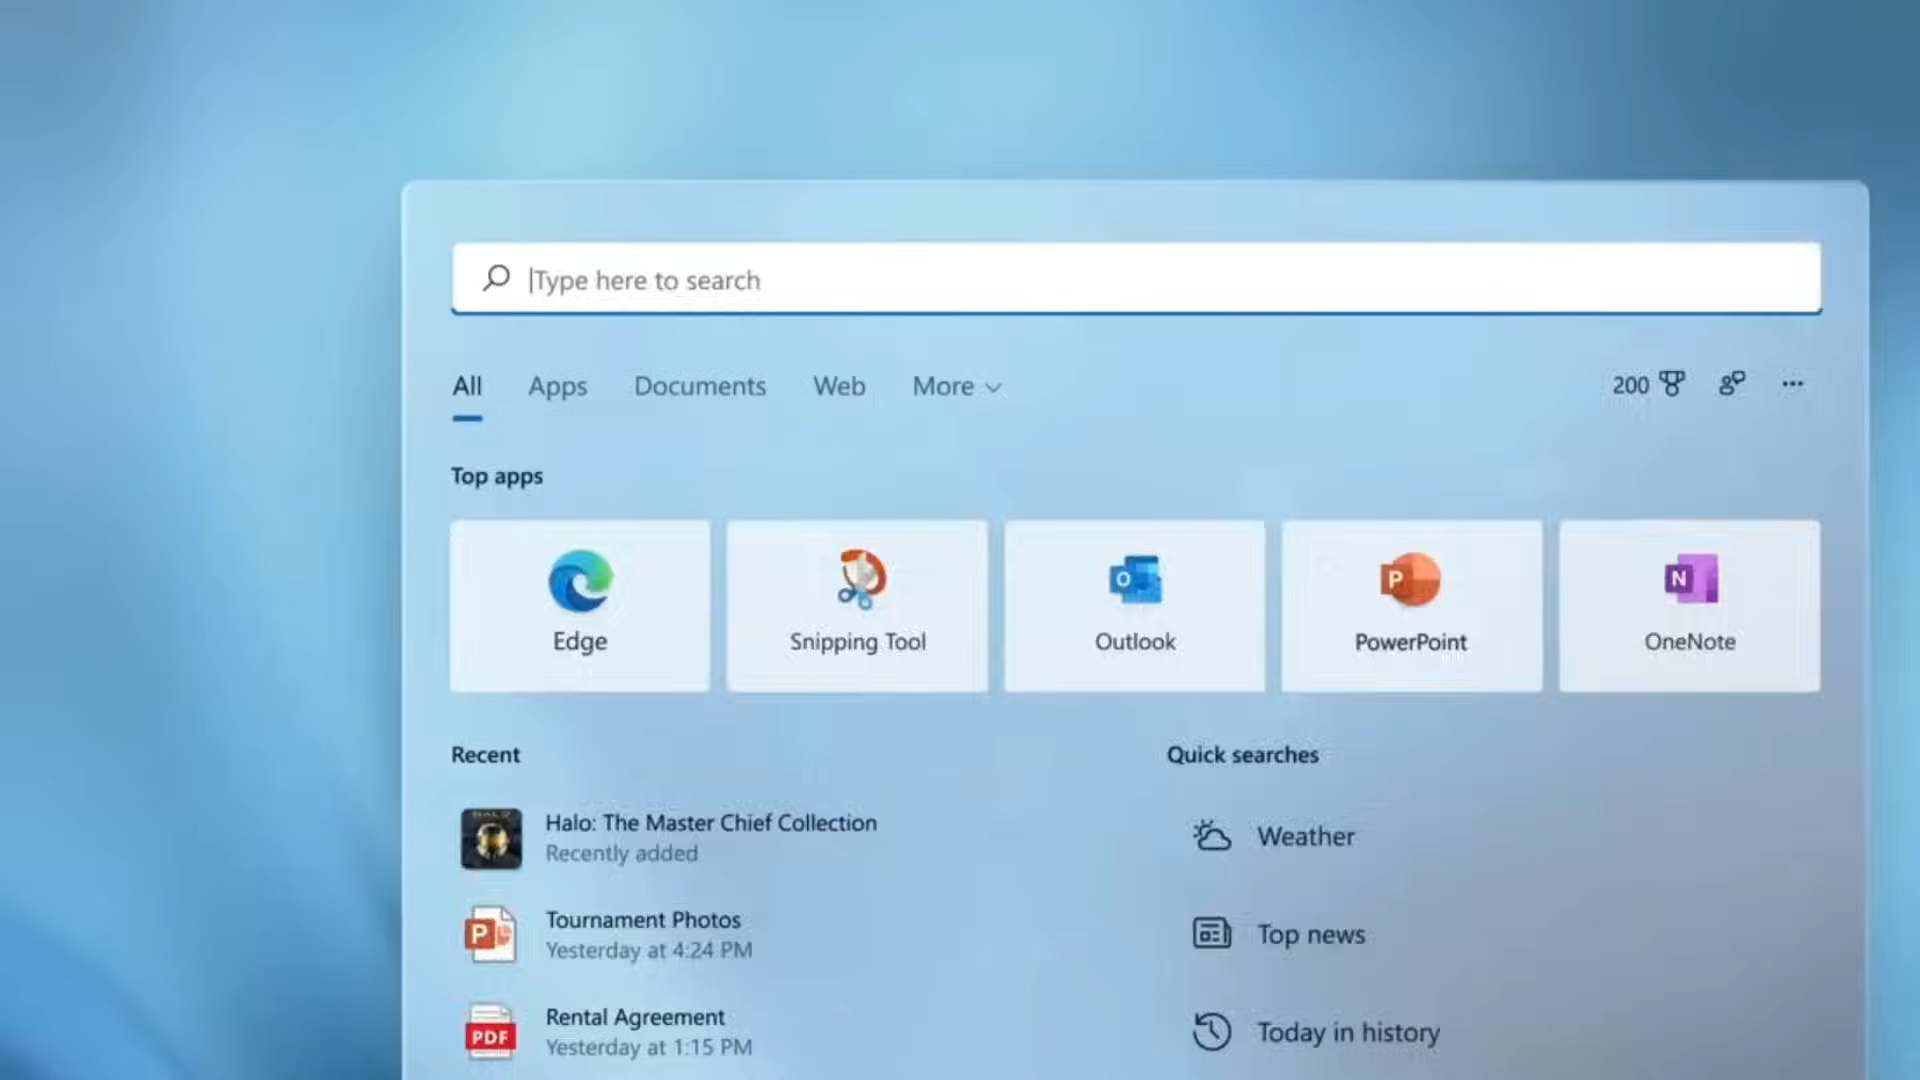 Type here to search
All Apps Documents Web More 200
Top apps
Edge Snipping Tool Outlook PowerPoint OneNote
Recent
Halo: The Master Chief Collection
Recently added
Tournament Photos
Yesterday at 4:24 PM
Rental Agreement
Yesterday at 1:15 PM
Quick searches
Weather
Top news
Today in history
O
P
N
HALO
P
PDF